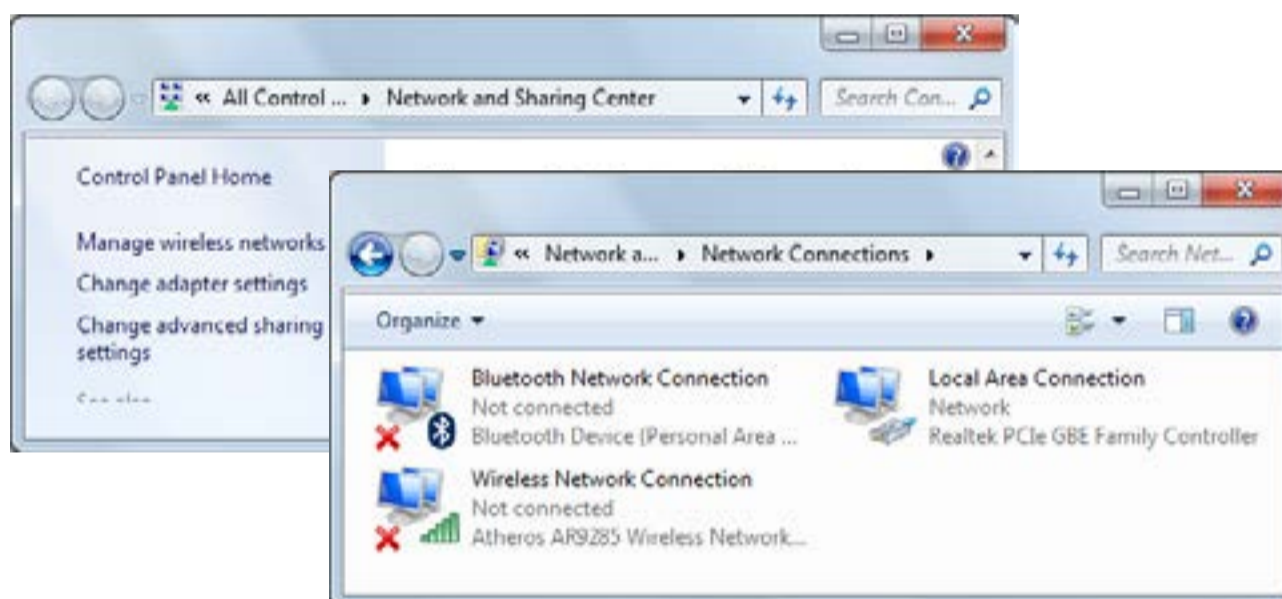 « All Control ... ▸ Network and Sharing Center
Search Con...
Control Panel Home
Manage wireless networks
Change adapter settings
Change advanced sharing
settings
« Network a... ▸ Network Connections ▸
Search Net...
Organize
Bluetooth Network Connection
Not connected
Bluetooth Device (Personal Area ...
Local Area Connection
Network
Realtek PCIe GBE Family Controller
Wireless Network Connection
Not connected
Atheros AR9285 Wireless Network...